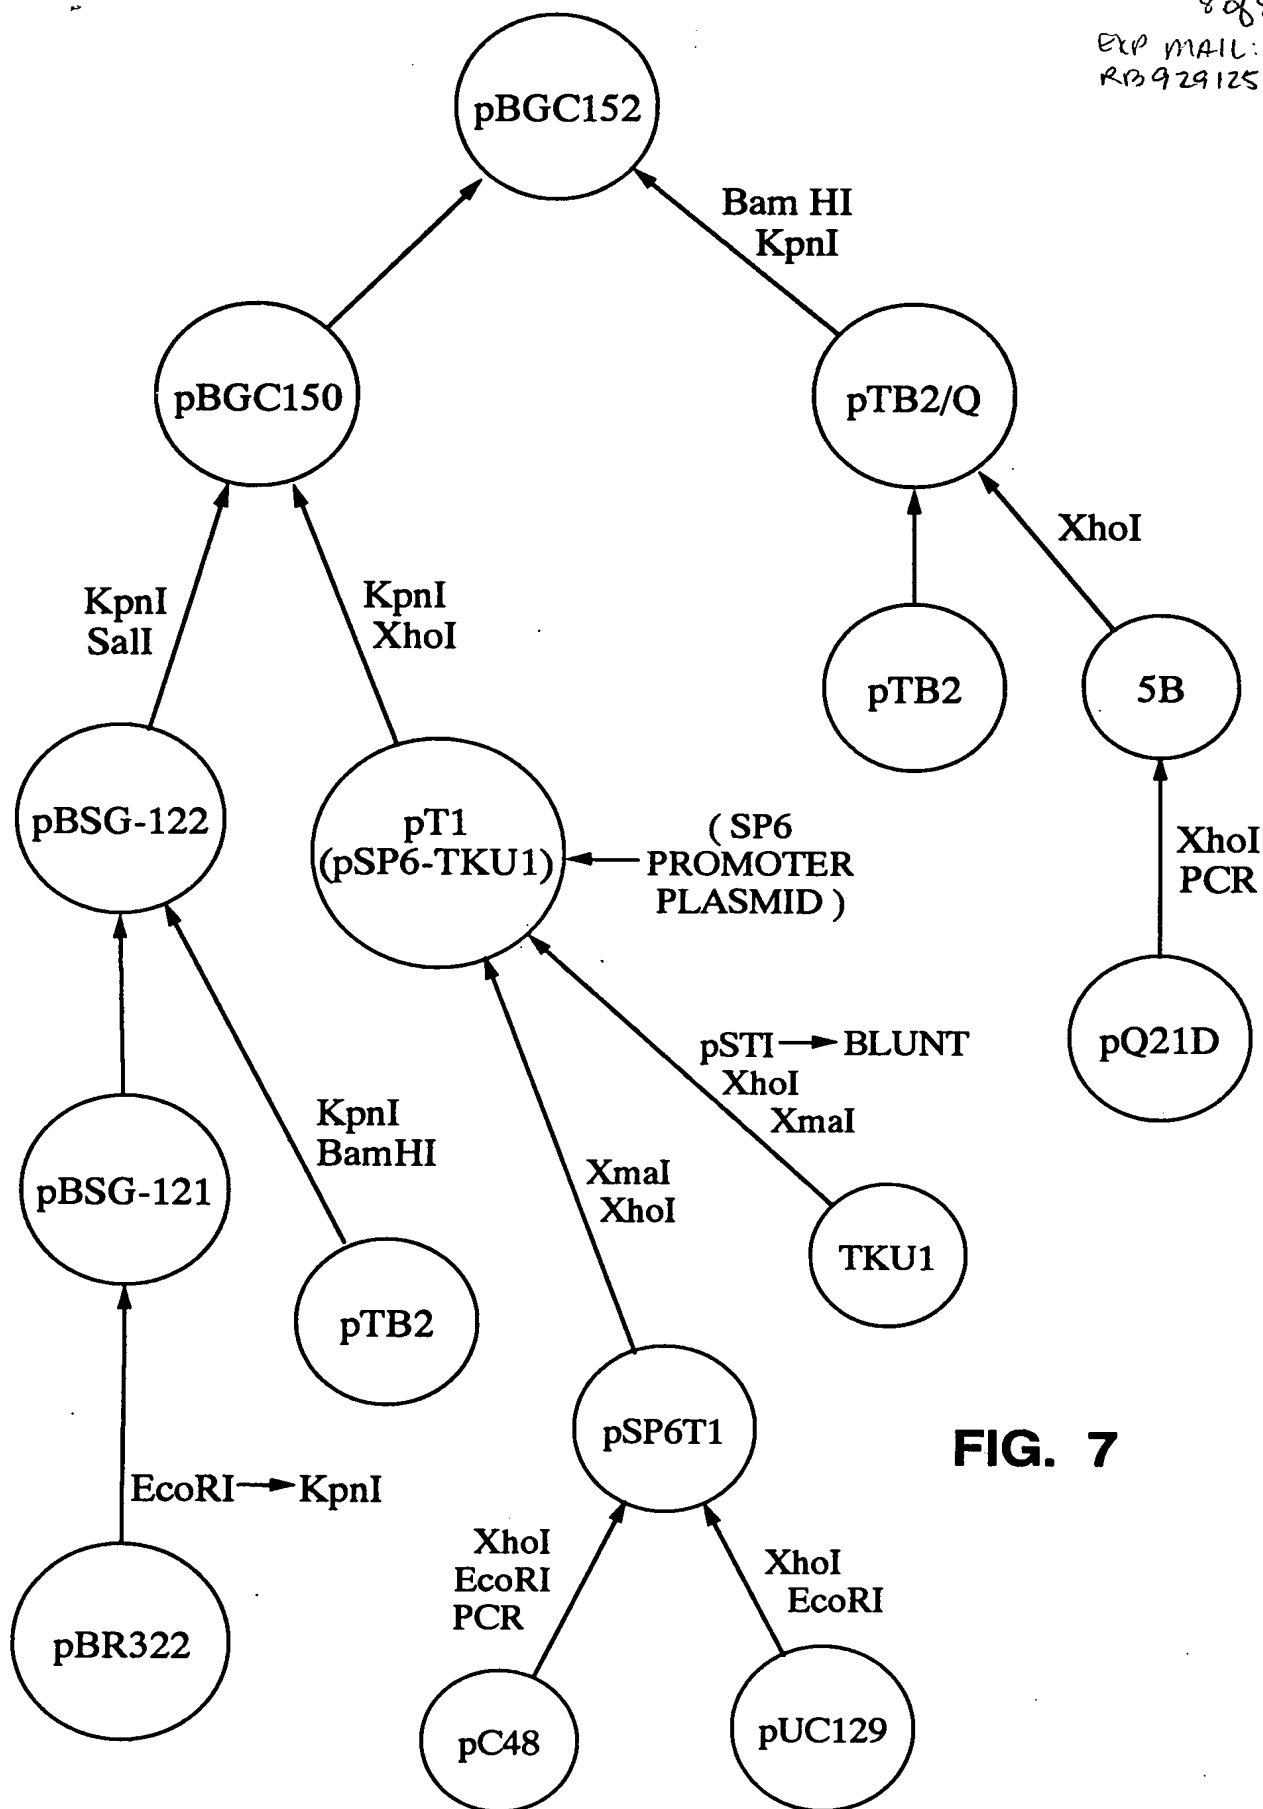 EXP MAIL:
RB929125
pBGC152
Bam HI
KpnI
pBGC150
pTB2/Q
XhoI
KpnI
SalI
KpnI
XhoI
pTB2
5B
pBSG-122
pT1
(pSP6-TKU1)
( SP6
PROMOTER
PLASMID )
XhoI
PCR
pSTI → BLUNT
XhoI
XmaI
pQ21D
KpnI
BamHI
pBSG-121
XmaI
XhoI
TKU1
pTB2
pSP6T1
FIG. 7
EcoRI → KpnI
XhoI
EcoRI
PCR
XhoI
EcoRI
pBR322
pC48
pUC129